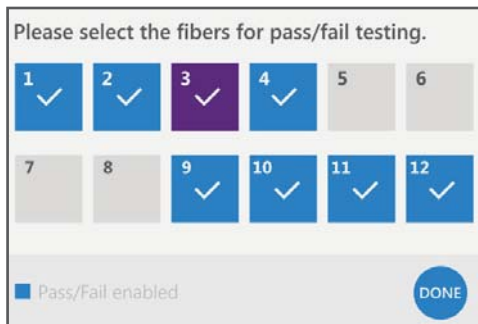 Please select the fibers for pass/fail testing.
1 2 3 4 5 6
7 8 9 10 11 12
Pass/Fail enabled
DONE